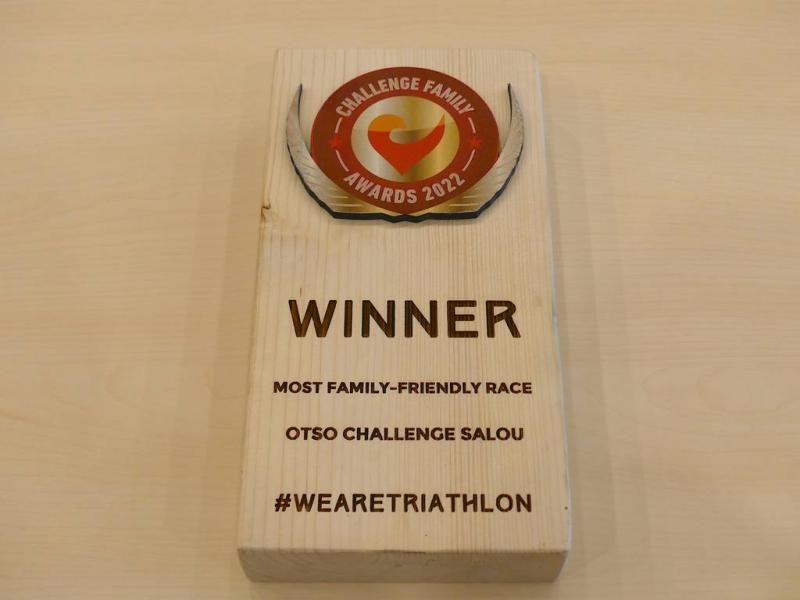 CHALLENGE FAMILY
AWARDS 2022
WINNER
MOST FAMILY-FRIENDLY RACE
OTSO CHALLENGE SALOU
#WEARETRIATHLON